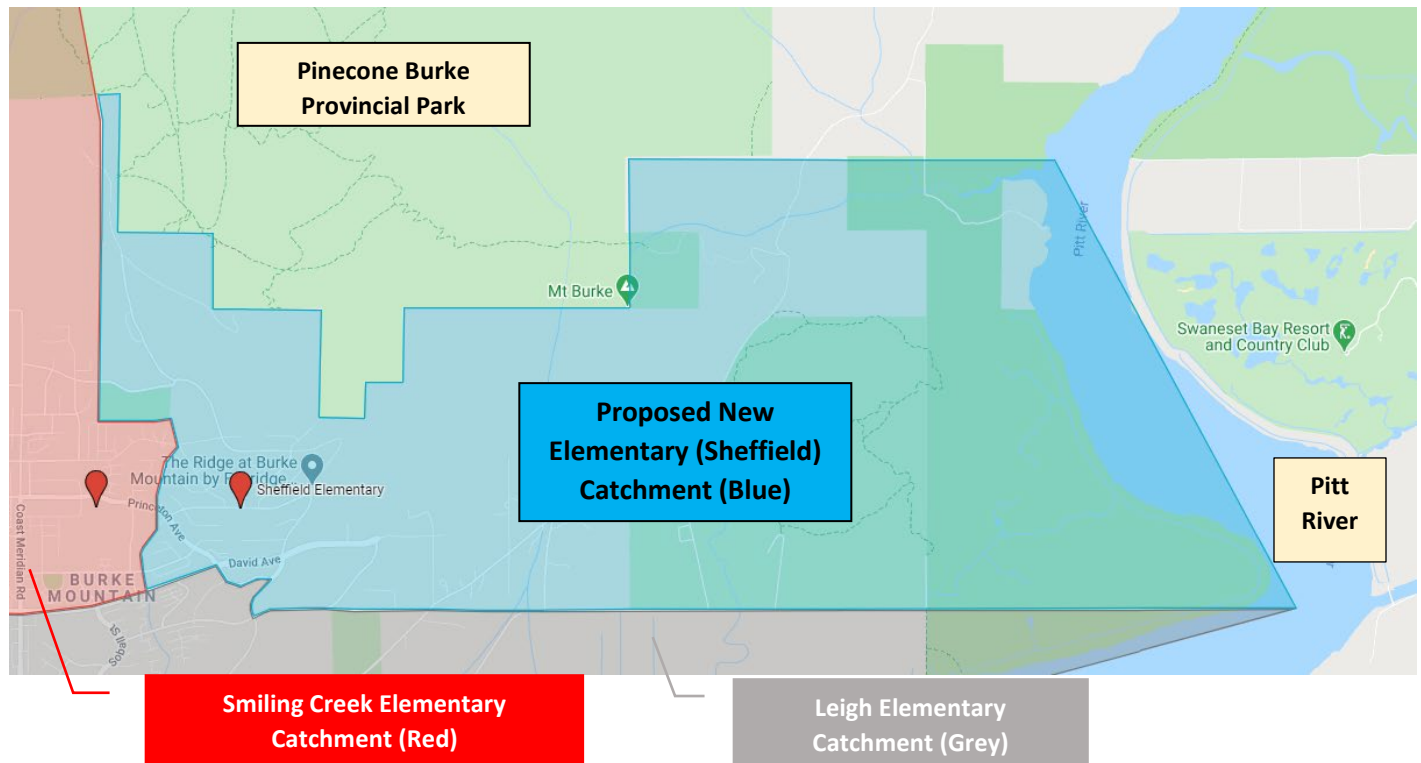 Pinecone Burke
Provincial Park
Pitt River
Mt Burke
Swaneset Bay Resort
and Country Club
Proposed New
Elementary (Sheffield)
Catchment (Blue)
The Ridge at Burke
Mountain by
Sheffield Elementary
Pitt
River
Princeton Ave
Coast Meridian Rd
David Ave
BURKE
MOUNTAIN
Soball St
Smiling Creek Elementary
Catchment (Red)
Leigh Elementary
Catchment (Grey)